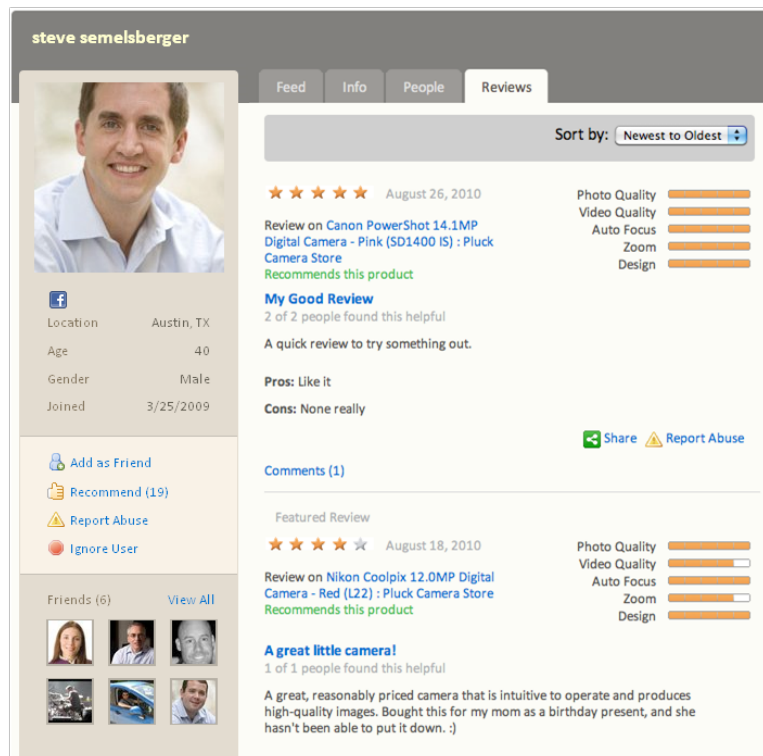 steve semelsberger
Feed
Info
People
Reviews
Location Austin, TX
Age 40
Gender Male
Joined 3/25/2009
Add as Friend
Recommend (19)
Report Abuse
Ignore User
Friends (6) View All
Sort by: Newest to Oldest
August 26, 2010
Review on Canon PowerShot 14.1MP
Digital Camera - Pink (SD1400 IS) : Pluck
Camera Store
Recommends this product
Photo Quality
Video Quality
Auto Focus
Zoom
Design
My Good Review
2 of 2 people found this helpful
A quick review to try something out.
Pros: Like it
Cons: None really
Share Report Abuse
Comments (1)
Featured Review
August 18, 2010
Review on Nikon Coolpix 12.0MP Digital
Camera - Red (L22) : Pluck Camera Store
Recommends this product
Photo Quality
Video Quality
Auto Focus
Zoom
Design
A great little camera!
1 of 1 people found this helpful
A great, reasonably priced camera that is intuitive to operate and produces
high-quality images. Bought this for my mom as a birthday present, and she
hasn't been able to put it down. :)